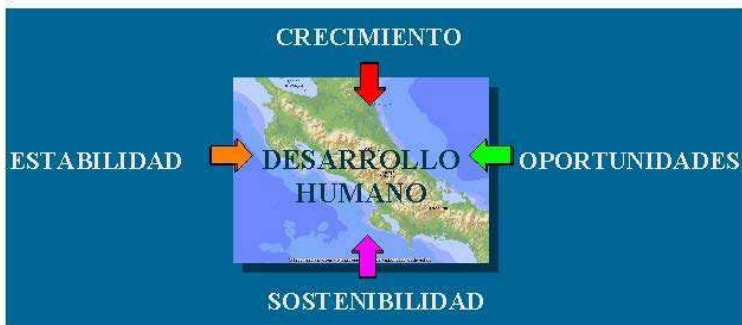 CRECIMIENTO
ESTABILIDAD
DESARROLLO
HUMANO
OPORTUNIDADES
SOSTENIBILIDAD